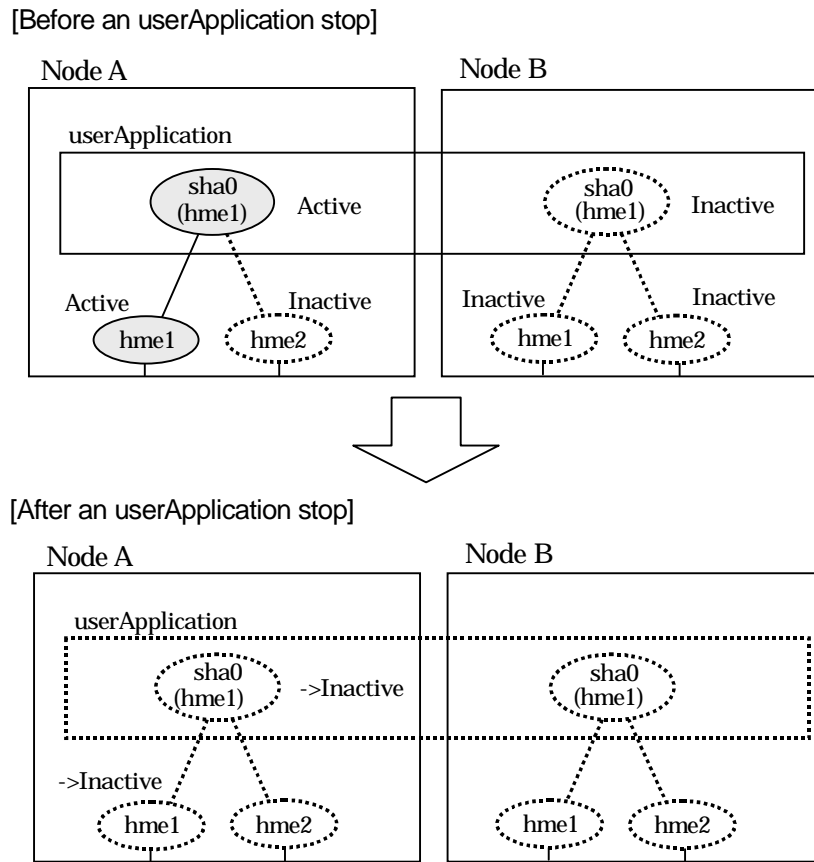 [Before an userApplication stop]
Node A
Node B
userApplication
sha0
(hme1)
Active
sha0
(hme1)
Inactive
Active
Inactive
Inactive
Inactive
hme1
hme2
hme1
hme2
[After an userApplication stop]
Node A
Node B
userApplication
sha0
(hme1)
->Inactive
sha0
(hme1)
->Inactive
hme1
hme2
hme1
hme2